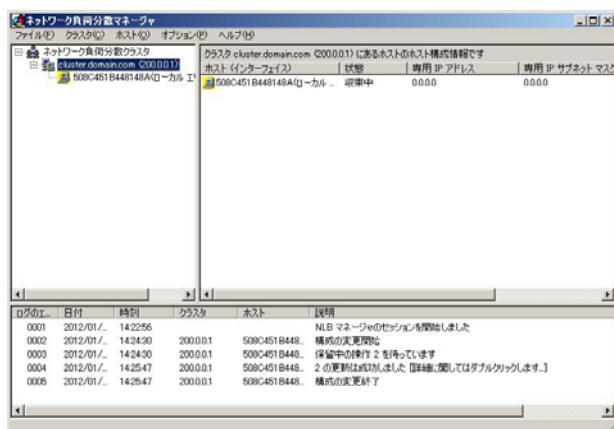 ネットワーク負荷分散マネージャ
ファイル(F) クラスタ(C) ホスト(O) オプション(P) ヘルプ(H)
ネットワーク負荷分散クラスタ
cluster.domain.com (200.0.0.1)
508C451B448148A(ローカル エリ
クラスタ cluster.domain.com (200.0.0.1) にあるホストのホスト構成情報です
ホスト (インターフェイス) 状態 専用 IP アドレス 専用 IP サブネット マスク
508C451B448148A(ローカル ... 収束中 0.0.0.0 0.0.0.0
ログのエ... 日付 時刻 クラスタ ホスト 説明
0001 2012/01/... 14:22:56 NLB マネージャのセッションを開始しました
0002 2012/01/... 14:24:30 200.0.0.1 508C451B448... 構成の変更開始
0003 2012/01/... 14:24:30 200.0.0.1 508C451B448... 保留中の操作 2 を待っています
0004 2012/01/... 14:25:47 200.0.0.1 508C451B448... 2 の更新は成功しました [詳細に関してはダブルクリックします...]
0005 2012/01/... 14:25:47 200.0.0.1 508C451B448... 構成の変更終了